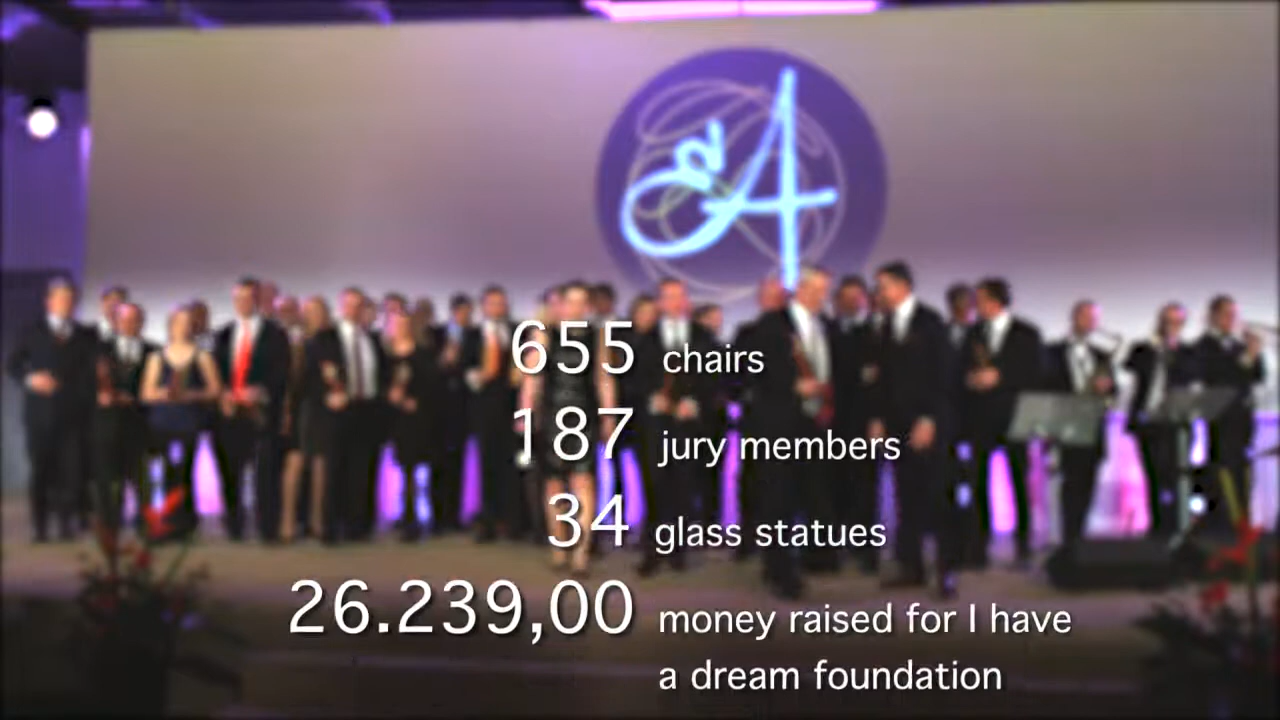 655 chairs
187 jury members
34 glass statues
26.239,00 money raised for I have
a dream foundation